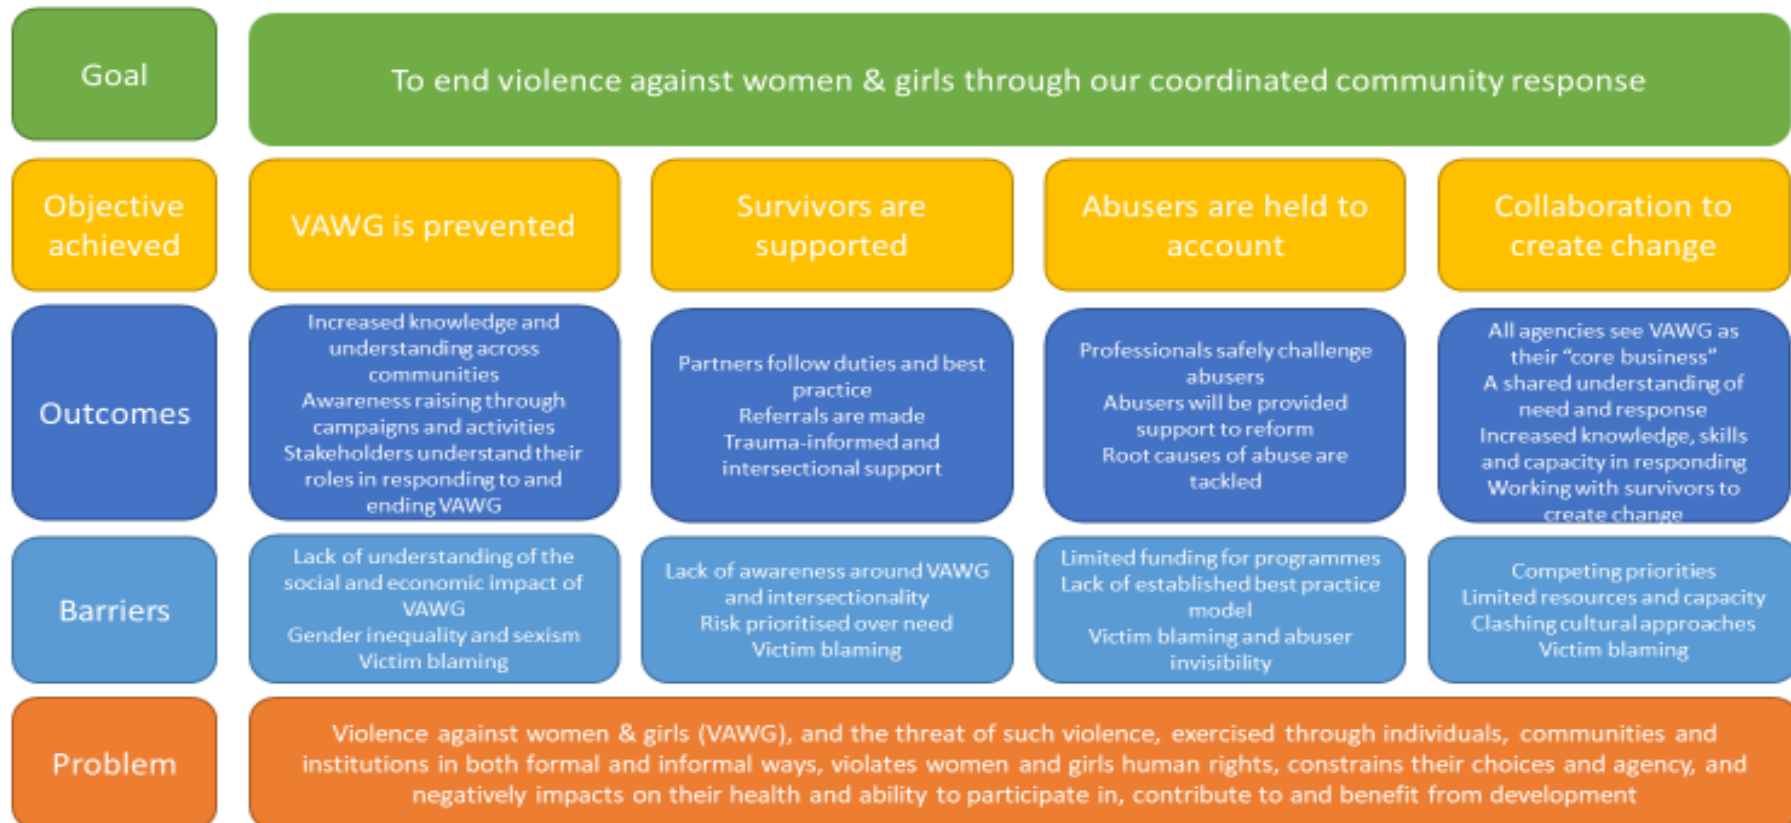 Goal
To end violence against women & girls through our coordinated community response
Objective
achieved
VAWG is prevented
Survivors are
supported
Abusers are held to
account
Collaboration to
create change
Outcomes
Increased knowledge and
understanding across
communities
Awareness raising through
campaigns and activities
Stakeholders understand their
roles in responding to and
ending VAWG
Partners follow duties and best
practice
Referrals are made
Trauma-informed and
intersectional support
Professionals safely challenge
abusers
Abusers will be provided
support to reform
Root causes of abuse are
tackled
All agencies see VAWG as
their “core business”
A shared understanding of
need and response
Increased knowledge, skills
and capacity in responding
Working with survivors to
create change
Barriers
Lack of understanding of the
social and economic impact of
VAWG
Gender inequality and sexism
Victim blaming
Lack of awareness around VAWG
and intersectionality
Risk prioritised over need
Victim blaming
Limited funding for programmes
Lack of established best practice
model
Victim blaming and abuser
invisibility
Competing priorities
Limited resources and capacity
Clashing cultural approaches
Victim blaming
Problem
Violence against women & girls (VAWG), and the threat of such violence, exercised through individuals, communities and
institutions in both formal and informal ways, violates women and girls human rights, constrains their choices and agency, and
negatively impacts on their health and ability to participate in, contribute to and benefit from development